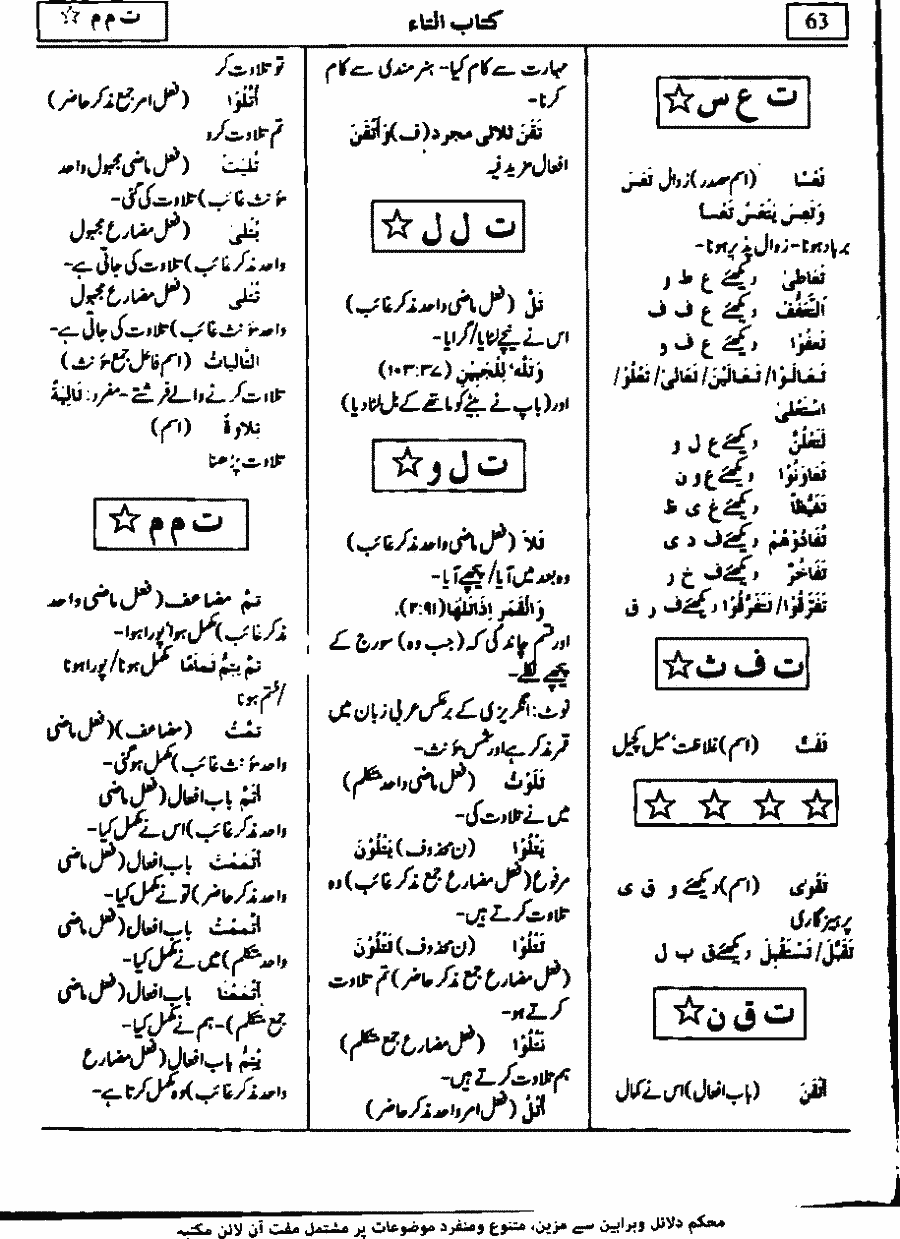 63
کتاب التاء
ت م م ☆
ت ع س ☆
تَعْسًا (اسم مصدر) زوال تَعَسَ
وَتَعِسَ يَتْعَسُ تَعْسًا
برباد ہونا۔ زوال پذیر ہونا۔
تَعَاطٰی دیکھئے ع ط و
اَلتَّعَفُّفْ دیکھئے ع ف ف
تَعْفُوْا دیکھئے ع ف و
تَعَالَوْا/ تَعَالَیْنَ/ تَعَالٰی/ تَعْلُوْ/
اسْتَعْلٰی
لَتَعْلُنَّ دیکھئے ع ل و
تَعَاوَنُوْا دیکھئے ع و ن
تَغَیُّظًا دیکھئے غ ی ظ
تُفَادُوْهُمْ دیکھئے ف د ی
تَفَاخُرٌ دیکھئے ف خ ر
تَفَرَّقُوْا/ تَتَفَرَّقُوْا دیکھئے ف ر ق
ت ف ث ☆
تَفَثٌ (اسم) غلاظت، میل کچیل
☆ ☆ ☆ ☆
تَقْوٰی (اسم) دیکھئے و ق ی
پرہیزگاری
تَقَبَّلَ/ تَسْتَقْبِلَ دیکھئے ق ب ل
ت ق ن ☆
اَتْقَنَ (باب افعال) اس نے کمال
مہارت سے کام کیا۔ ہنر مندی سے کام
کرنا۔
تَقَنَ ثلاثی مجرد (ف) وَاَتْقَنَ
افعال مزید فیہ
ت ل ل ☆
تَلَّ (فعل ماضی واحد مذکر غائب)
اس نے نیچے لٹایا/ گرایا۔
وَتَلَّهٗ لِلْجَبِيْنِ (۱۰۳:۳۷)
اور (باپ نے بیٹے کو ماتھے کے بل لٹا دیا)
ت ل و ☆
تَلاَ (فعل ماضی واحد مذکر غائب)
وہ بعد میں آیا/ پیچھے آیا۔
وَالْقَمَرِ اِذَا تَلٰهَا (۲:۹۱)۔
اور قسم چاند کی کہ (جب وہ) سورج کے
پیچھے نکلے۔
نوٹ: انگریزی کے برعکس عربی زبان میں
قمر مذکر ہے اور شمس مؤنث۔
تَلَوْتُ (فعل ماضی واحد متکلم)
میں نے تلاوت کی۔
یَتْلُوْا (ن محذوف) یَتْلُوْنَ
مرفوع (فعل مضارع جمع مذکر غائب) وہ
تلاوت کرتے ہیں۔
تَتْلُوْا (ن محذوف) تَتْلُوْنَ
(فعل مضارع جمع مذکر حاضر) تم تلاوت
کرتے ہو۔
نَتْلُوْا (فعل مضارع جمع متکلم)
ہم تلاوت کرتے ہیں۔
اُتْلُ (فعل امر واحد مذکر حاضر)
تو تلاوت کر
اُتْلُوْا (فعل امر جمع مذکر حاضر)
تم تلاوت کرو
تُلِیَتْ (فعل ماضی مجہول واحد
مؤنث غائب) تلاوت کی گئی۔
یُتْلٰی (فعل مضارع مجہول
واحد مذکر غائب) تلاوت کی جاتی ہے۔
تُتْلٰی (فعل مضارع مجہول
واحد مؤنث غائب) تلاوت کی جاتی ہے۔
التَّالِیَاتُ (اسم فاعل جمع مؤنث)
تلاوت کرنے والے فرشتے۔ مفرد: تَالِیَةٌ
تِلاوَةٌ (اسم)
تلاوت پڑھنا
ت م م ☆
تَمَّ مضاعف (فعل ماضی واحد
مذکر غائب) مکمل ہوا، پورا ہوا۔
تَمَّ یَتِمُّ تَمَامًا مکمل ہونا/ پورا ہونا
/ ختم ہونا
تَمَّتْ (مضاعف) (فعل ماضی
واحد مؤنث غائب) مکمل ہو گئی۔
اَتَمَّ باب افعال (فعل ماضی
واحد مذکر غائب) اس نے مکمل کیا۔
اَتْمَمْتَ باب افعال (فعل ماضی
واحد مذکر حاضر) تو نے مکمل کیا۔
اَتْمَمْتُ باب افعال (فعل ماضی
واحد متکلم) میں نے مکمل کیا۔
اَتْمَمْنَا باب افعال (فعل ماضی
جمع متکلم)۔ ہم نے مکمل کیا۔
یُتِمُّ باب افعال (فعل مضارع
واحد مذکر غائب) وہ مکمل کرتا ہے۔
محکم دلائل وبراہین سے مزین، متنوع ومنفرد موضوعات پر مشتمل مفت آن لائن مکتبہ